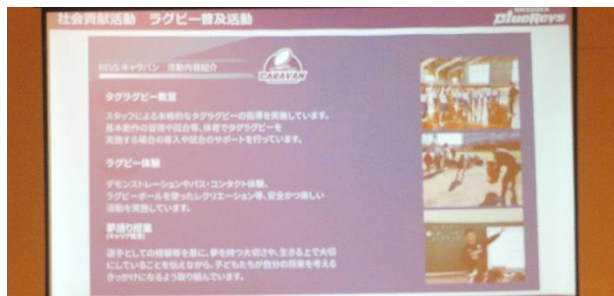 社会貢献活動 ラグビー普及活動
SHIZUOKA
BlueRevs
REVS キャラバン 活動内容紹介
CARAVAN
タグラグビー教室
スタッフによる本格的なタグラグビーの指導を実施しています。
基本動作の習得や試合等、体育でタグラグビーを
実施する場合の導入や試合のサポートを行っています。
ラグビー体験
デモンストレーションやパス・コンタクト体験、
ラグビーボールを使ったレクリエーション等、安全かつ楽しい
活動を実施しています。
夢語り授業
(キャリア教育)
選手としての経験等を基に、夢を持つ大切さや、生きる上で大切
にしていることを伝えながら、子どもたちが自分の将来を考える
きっかけになるよう取り組んでいます。